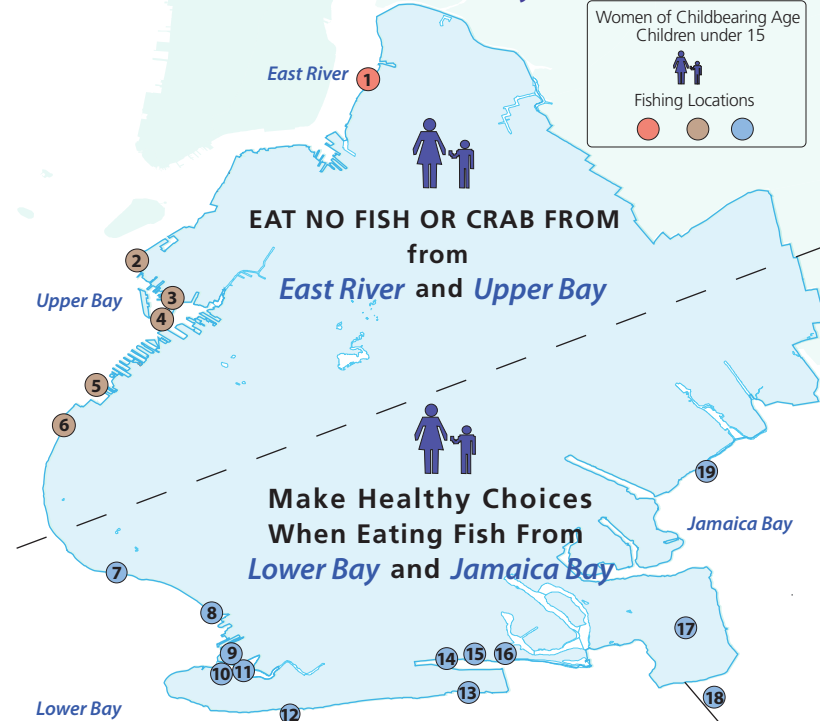 Women of Childbearing Age
Children under 15
Fishing Locations
East River
1
EAT NO FISH OR CRAB FROM
from
East River and Upper Bay
2
Upper Bay
3
4
5
6
Make Healthy Choices
When Eating Fish From
Lower Bay and Jamaica Bay
19
Jamaica Bay
7
8
9
10
11
12
13
14
15
16
17
18
Lower Bay